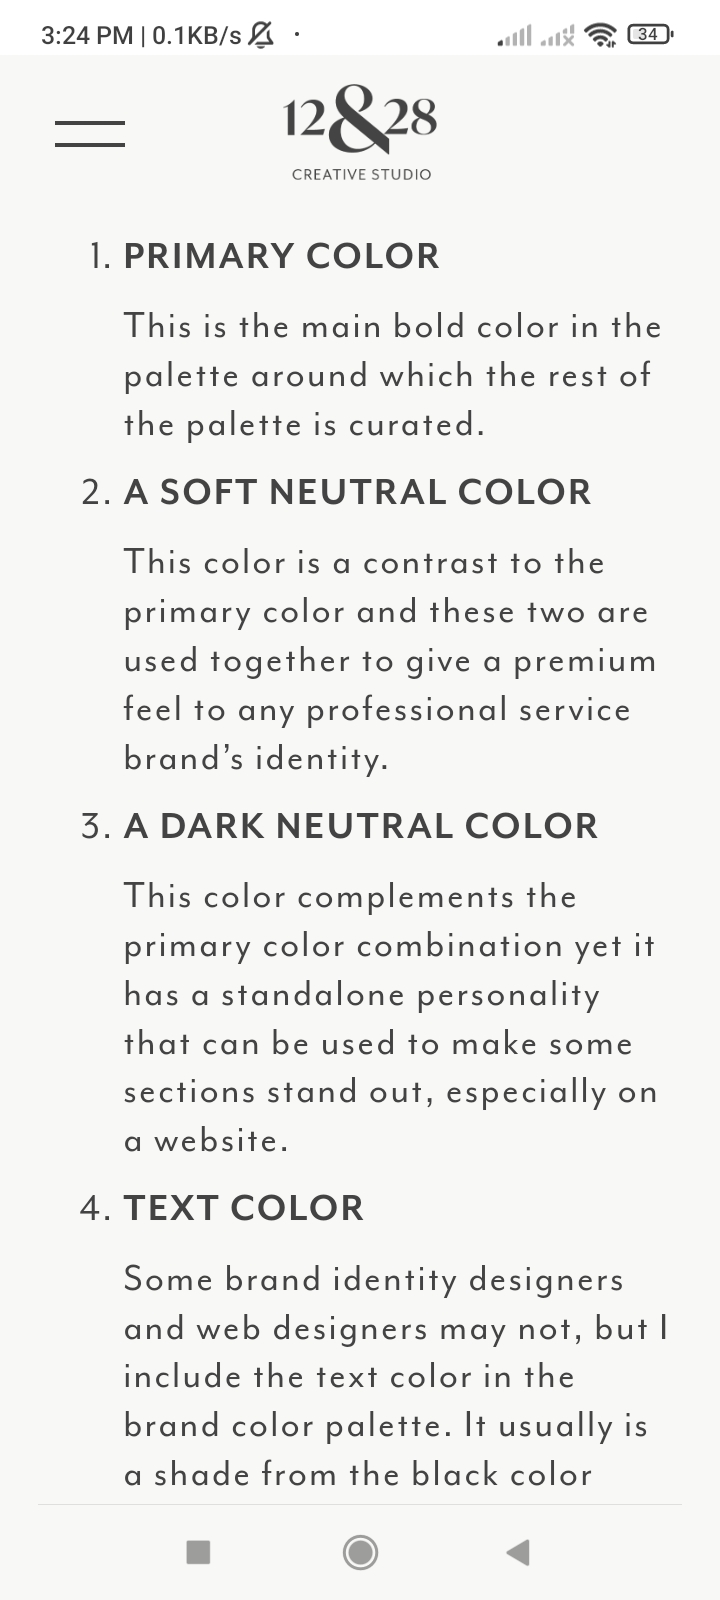 3:24 PM | 0.1KB/s
34
12&28
CREATIVE STUDIO
1. PRIMARY COLOR
This is the main bold color in the
palette around which the rest of
the palette is curated.
2. A SOFT NEUTRAL COLOR
This color is a contrast to the
primary color and these two are
used together to give a premium
feel to any professional service
brand’s identity.
3. A DARK NEUTRAL COLOR
This color complements the
primary color combination yet it
has a standalone personality
that can be used to make some
sections stand out, especially on
a website.
4. TEXT COLOR
Some brand identity designers
and web designers may not, but I
include the text color in the
brand color palette. It usually is
a shade from the black color